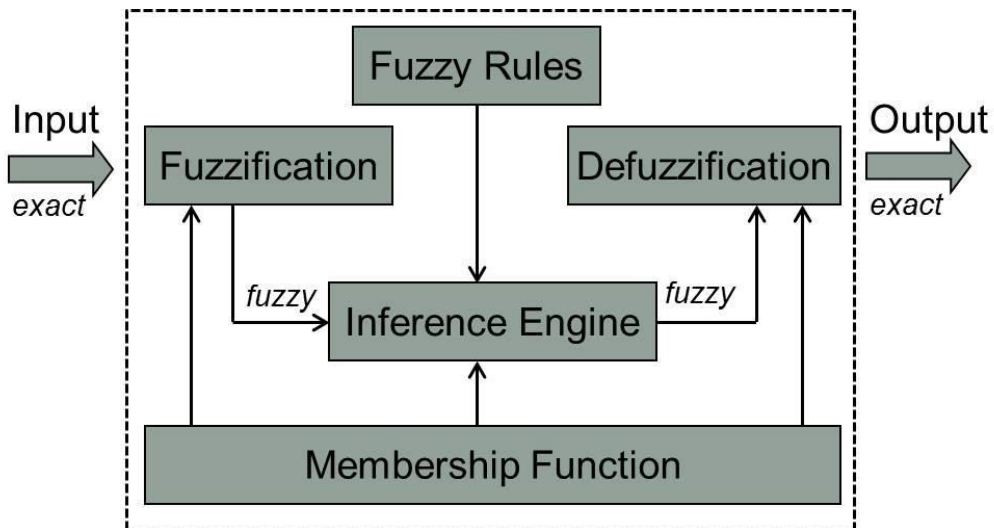 Fuzzy Rules
Input
exact
Fuzzification
Defuzzification
Output
exact
fuzzy
Inference Engine
fuzzy
Membership Function